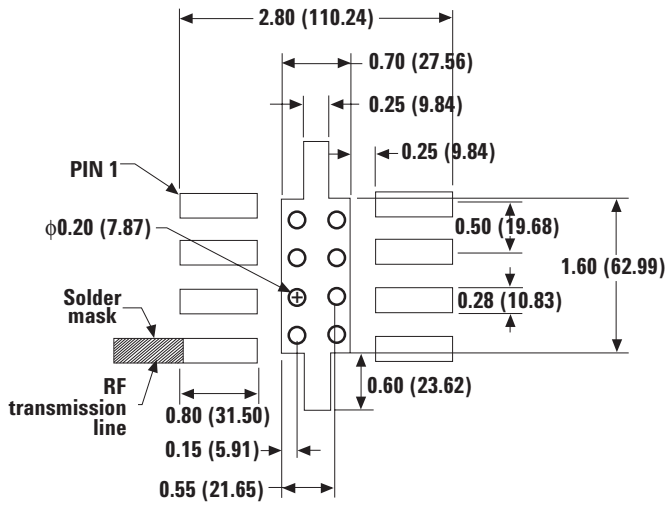 2.80 (110.24)
0.70 (27.56)
0.25 (9.84)
0.25 (9.84)
PIN 1
ϕ0.20 (7.87)
0.50 (19.68)
1.60 (62.99)
Solder
mask
0.28 (10.83)
RF
transmission
line
0.60 (23.62)
0.80 (31.50)
0.15 (5.91)
0.55 (21.65)